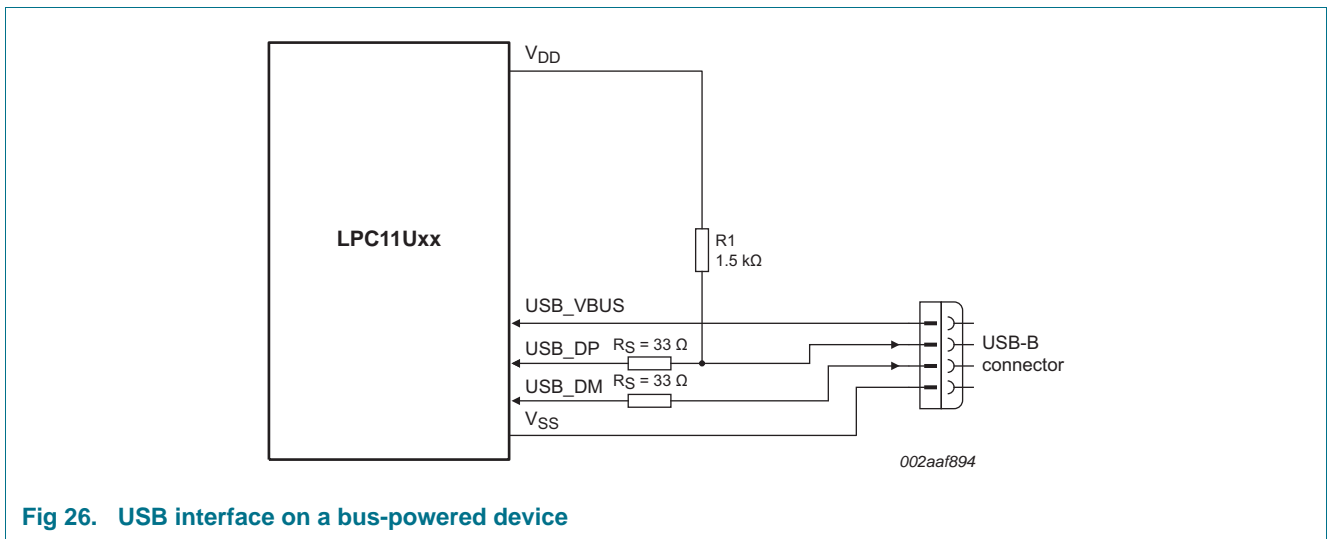 VDD
LPC11Uxx
R1
1.5 kΩ
USB_VBUS
USB_DP RS = 33 Ω
USB-B
connector
USB_DM RS = 33 Ω
VSS
002aaf894
Fig 26. USB interface on a bus-powered device